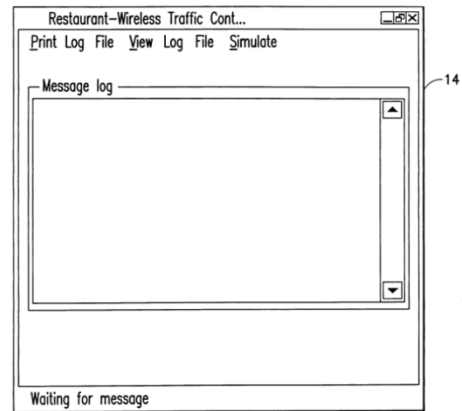 Restaurant-Wireless Traffic Cont...
Print Log File View Log File Simulate
Message log
14
Waiting for message